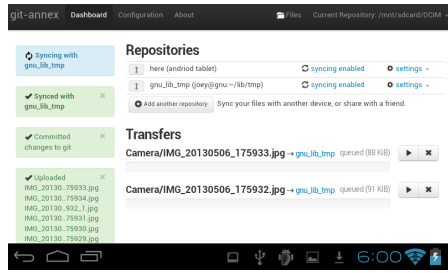 git-annex Dashboard Configuration About Files Current Repository: /mnt/sdcard/DCIM
Syncing with
gnu_lib_tmp
Synced with
gnu_lib_tmp
Committed
changes to git
Uploaded
IMG_20130..75933.jpg
IMG_20130..75934.jpg
IMG_20130..932_1.jpg
IMG_20130..75931.jpg
IMG_20130..75930.jpg
IMG_20130..75929.jpg
Repositories
here (andriod tablet) syncing enabled settings
gnu_lib_tmp (joey@gnu:~/lib/tmp) syncing enabled settings
Add another repository Sync your files with another device, or share with a friend.
Transfers
Camera/IMG_20130506_175933.jpg → gnu_lib_tmp queued (88 KiB)
Camera/IMG_20130506_175932.jpg → gnu_lib_tmp queued (91 KiB)
6:00